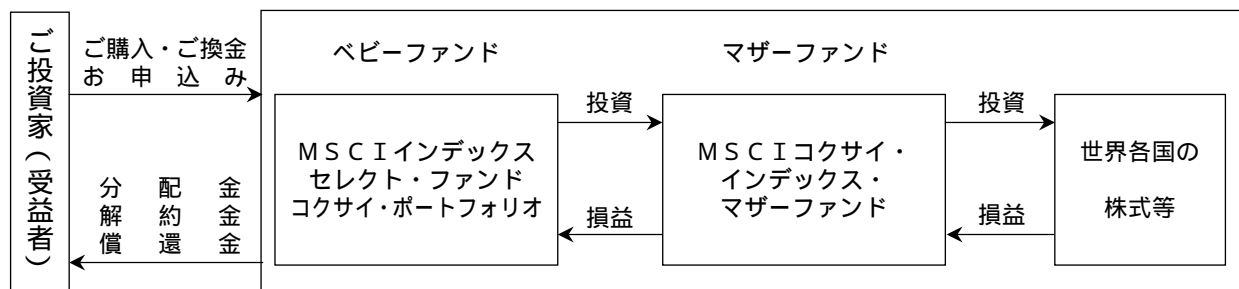 ご投資家(受益者)
ご購入・ご換金
お申込み
分配金
解約金
償還金
ベビーファンド
MSCIインデックス
セレクト・ファンド
コクサイ・ポートフォリオ
投資
損益
マザーファンド
MSCIコクサイ・
インデックス・
マザーファンド
投資
損益
世界各国の
株式等